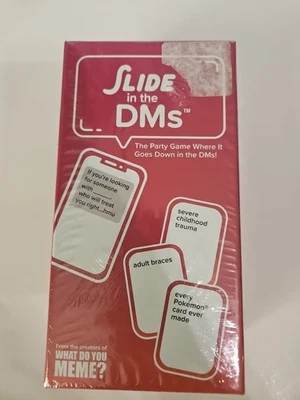 SLIDE
in the
DMs™
The Party Game Where It
Goes Down in the DMs!
If you're looking
for someone
with ______
who will treat
you right...hmu
severe
childhood
trauma
adult braces
every
Pokémon®
card ever
made
From the creators of
WHAT DO YOU
MEME?